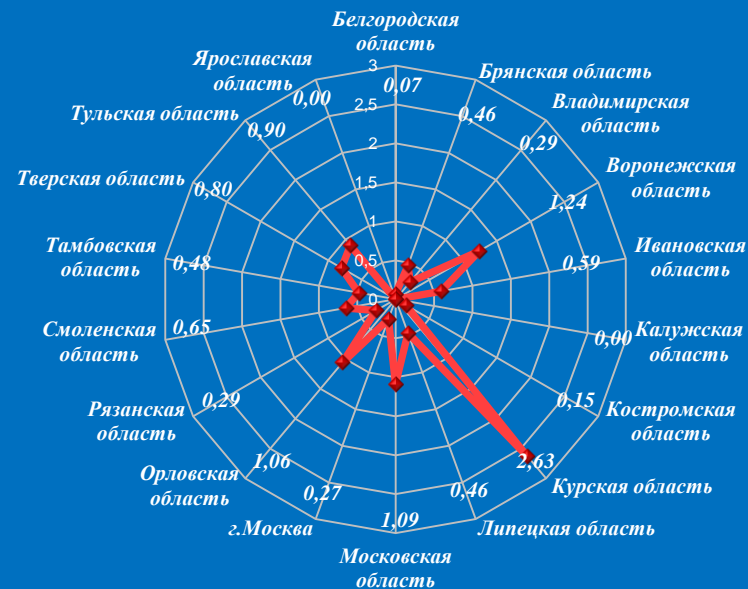 Белгородская
область
0,07
Брянская область
0,46
Владимирская
область
0,29
Воронежская
область
1,24
Ивановская
область
0,59
Калужская
область
0,00
Костромская
область
0,15
Курская область
2,63
Липецкая область
0,46
Московская
область
1,09
г.Москва
0,27
Орловская
область
1,06
Рязанская
область
0,29
Смоленская
область
0,65
Тамбовская
область
0,48
Тверская область
0,80
Тульская область
0,90
Ярославская
область
0,00
3
2,5
2
1,5
1
0,5
0